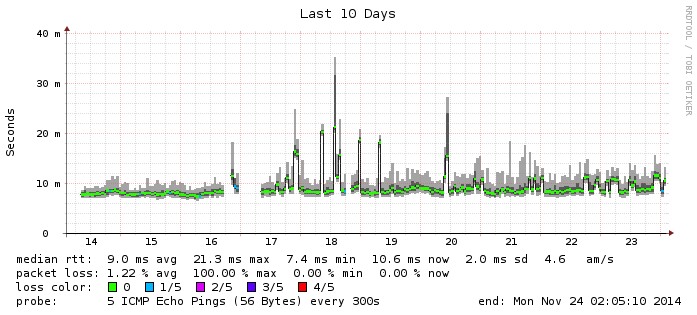 Last 10 Days
RRDTOOL / TOBI OETIKER
Seconds
40 m
30 m
20 m
10 m
0
14 15 16 17 18 19 20 21 22 23
median rtt: 9.0 ms avg 21.3 ms max 7.4 ms min 10.6 ms now 2.0 ms sd 4.6 am/s
packet loss: 1.22 % avg 100.00 % max 0.00 % min 0.00 % now
loss color: 0 1/5 2/5 3/5 4/5
probe: 5 ICMP Echo Pings (56 Bytes) every 300s end: Mon Nov 24 02:05:10 2014